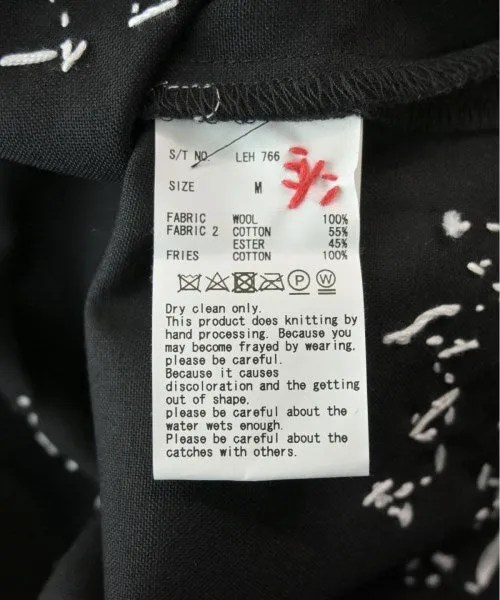 S/T NO. LEH 766
SIZE M
FABRIC WOOL 100%
FABRIC 2 COTTON 55%
ESTER 45%
FRIES COTTON 100%
P W
Dry clean only.
This product does knitting by
hand processing. Because you
may become frayed by wearing,
please be careful.
Because it causes
discoloration and the getting
out of shape,
please be careful about the
water wets enough.
Please be careful about the
catches with others.